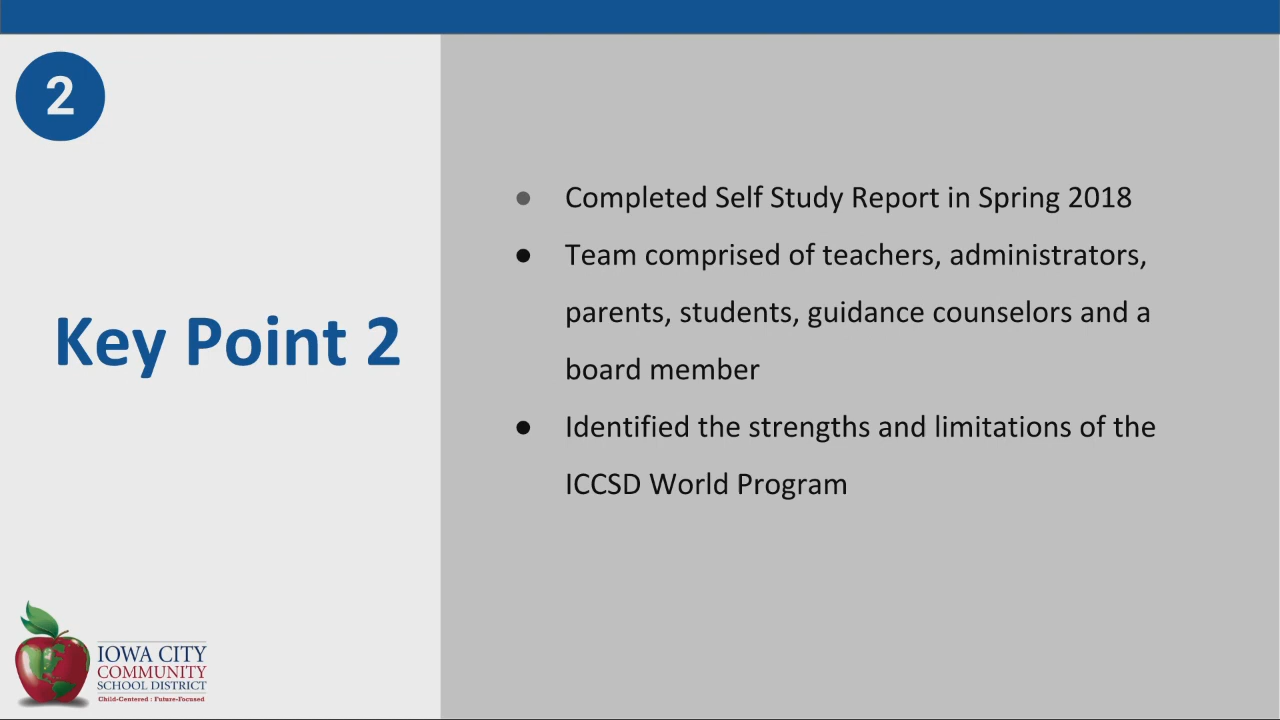 2
Key Point 2
● Completed Self Study Report in Spring 2018
● Team comprised of teachers, administrators,
parents, students, guidance counselors and a
board member
● Identified the strengths and limitations of the
ICCSD World Program
IOWA CITY
COMMUNITY
SCHOOL DISTRICT
Child-Centered : Future-Focused